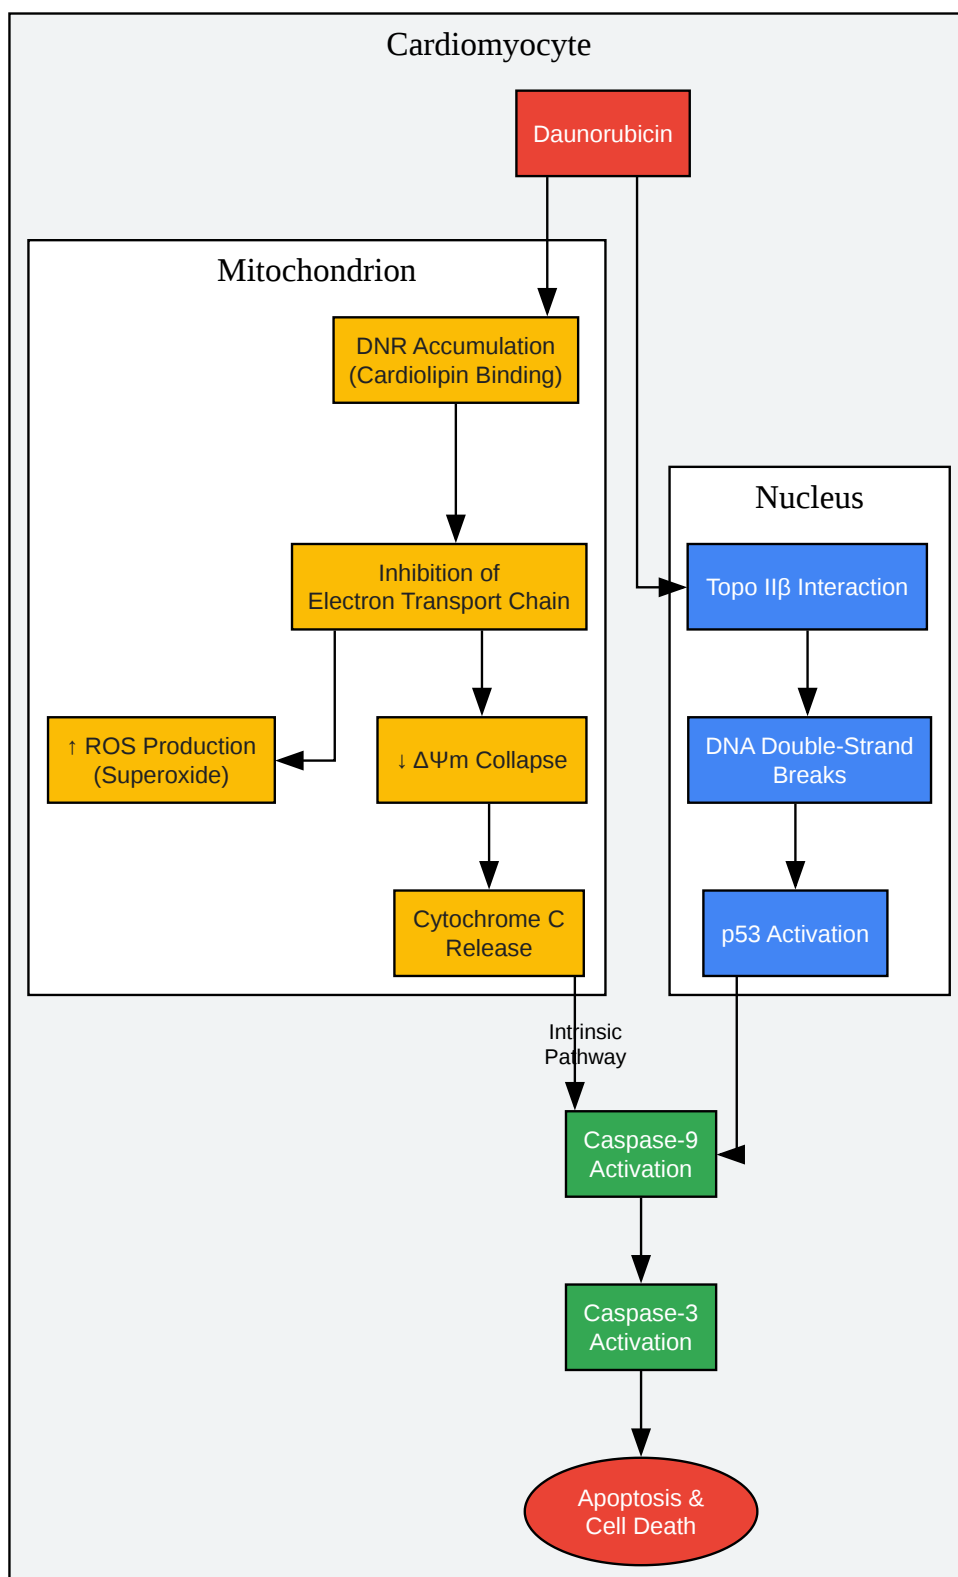 Cardiomyocyte
Daunorubicin
Mitochondrion
DNR Accumulation
(Cardiolipin Binding)
Nucleus
Inhibition of
Electron Transport Chain
Topo IIβ Interaction
↑ ROS Production
(Superoxide)
↓ ΔΨm Collapse
DNA Double-Strand
Breaks
Cytochrome C
Release
p53 Activation
Intrinsic
Pathway
Caspase-9
Activation
Caspase-3
Activation
Apoptosis &
Cell Death